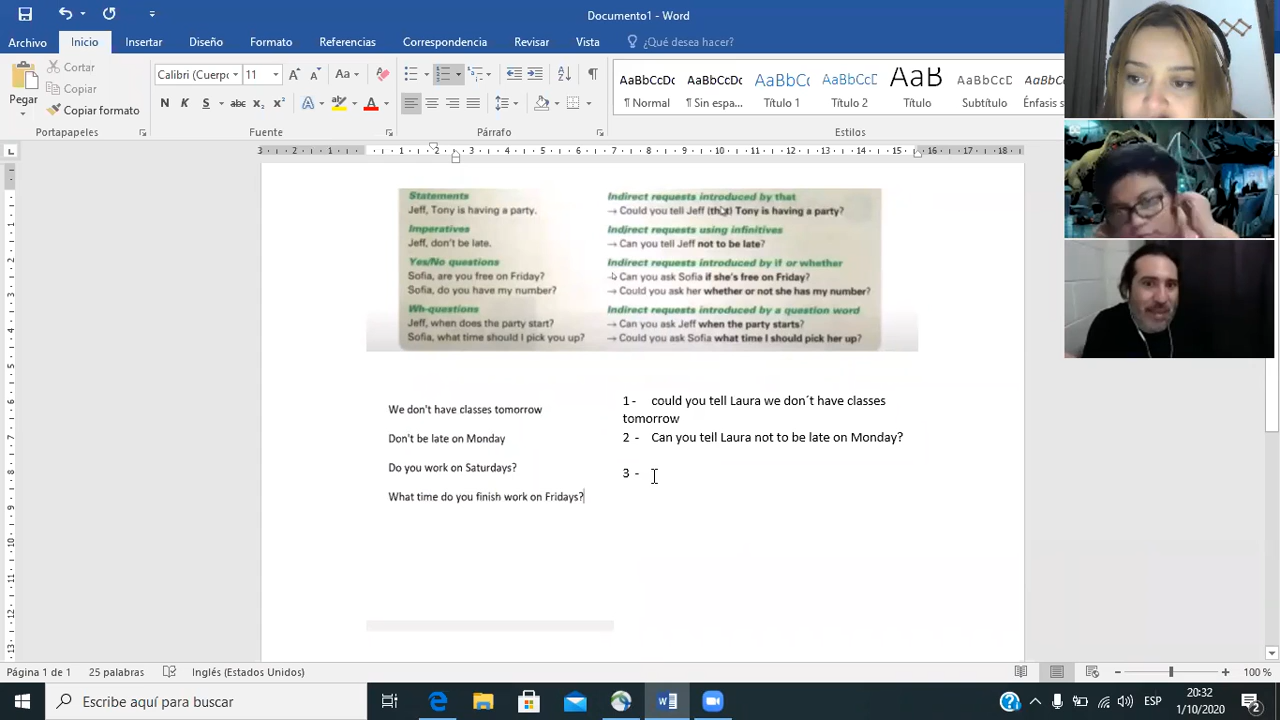 Documento1 - Word
Archivo Inicio Insertar Diseño Formato Referencias Correspondencia Revisar Vista ¿Qué desea hacer?
Pegar
Cortar
Copiar
Copiar formato
Calibri (Cuerpo 11
N K S abc x₂ x²
AaBbCcDc AaBbCcDc AaBbCcD AaBbCcD AaB AaBbCcD
¶ Normal ¶ Sin espa... Título 1 Título 2 Título Subtítulo Énfasis s
Portapapeles Fuente Párrafo Estilos
Statements
Jeff, Tony is having a party.
Imperatives
Jeff, don't be late.
Yes/No questions
Sofia, are you free on Friday?
Sofia, do you have my number?
Wh-questions
Jeff, when does the party start?
Sofia, what time should I pick you up?
Indirect requests introduced by that
→ Could you tell Jeff (that) Tony is having a party?
Indirect requests using infinitives
→ Can you tell Jeff not to be late?
Indirect requests introduced by if or whether
→ Can you ask Sofia if she's free on Friday?
→ Could you ask her whether or not she has my number?
Indirect requests introduced by a question word
→ Can you ask Jeff when the party starts?
→ Could you ask Sofia what time I should pick her up?
We don't have classes tomorrow
Don't be late on Monday
Do you work on Saturdays?
What time do you finish work on Fridays?
1 - could you tell Laura we don´t have classes
tomorrow
2 - Can you tell Laura not to be late on Monday?
3 -
Página 1 de 1 25 palabras Inglés (Estados Unidos) 100 %
Escribe aquí para buscar
ESP
20:32
1/10/2020
2